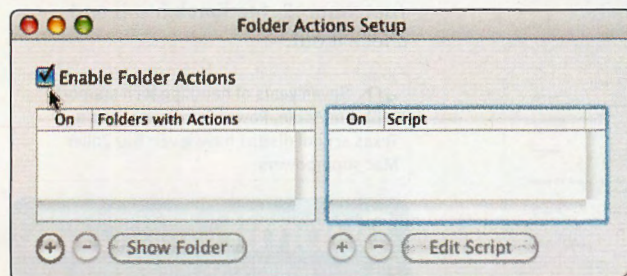 Folder Actions Setup
Enable Folder Actions
On Folders with Actions
On Script
+ - Show Folder
+ - Edit Script